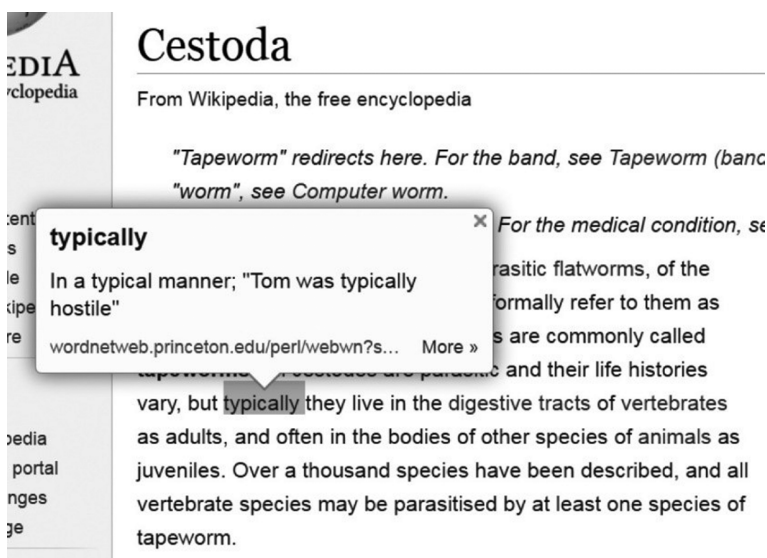 EDIA
clopedia
Cestoda
From Wikipedia, the free encyclopedia
"Tapeworm" redirects here. For the band, see Tapeworm (band
"worm", see Computer worm.
For the medical condition, se
typically
In a typical manner; "Tom was typically
hostile"
wordnetweb.princeton.edu/perl/webwn?s... More »
rasitic flatworms, of the
formally refer to them as
s are commonly called
and their life histories
vary, but typically they live in the digestive tracts of vertebrates
as adults, and often in the bodies of other species of animals as
juveniles. Over a thousand species have been described, and all
vertebrate species may be parasitised by at least one species of
tapeworm.
pedia
portal
nges
ge